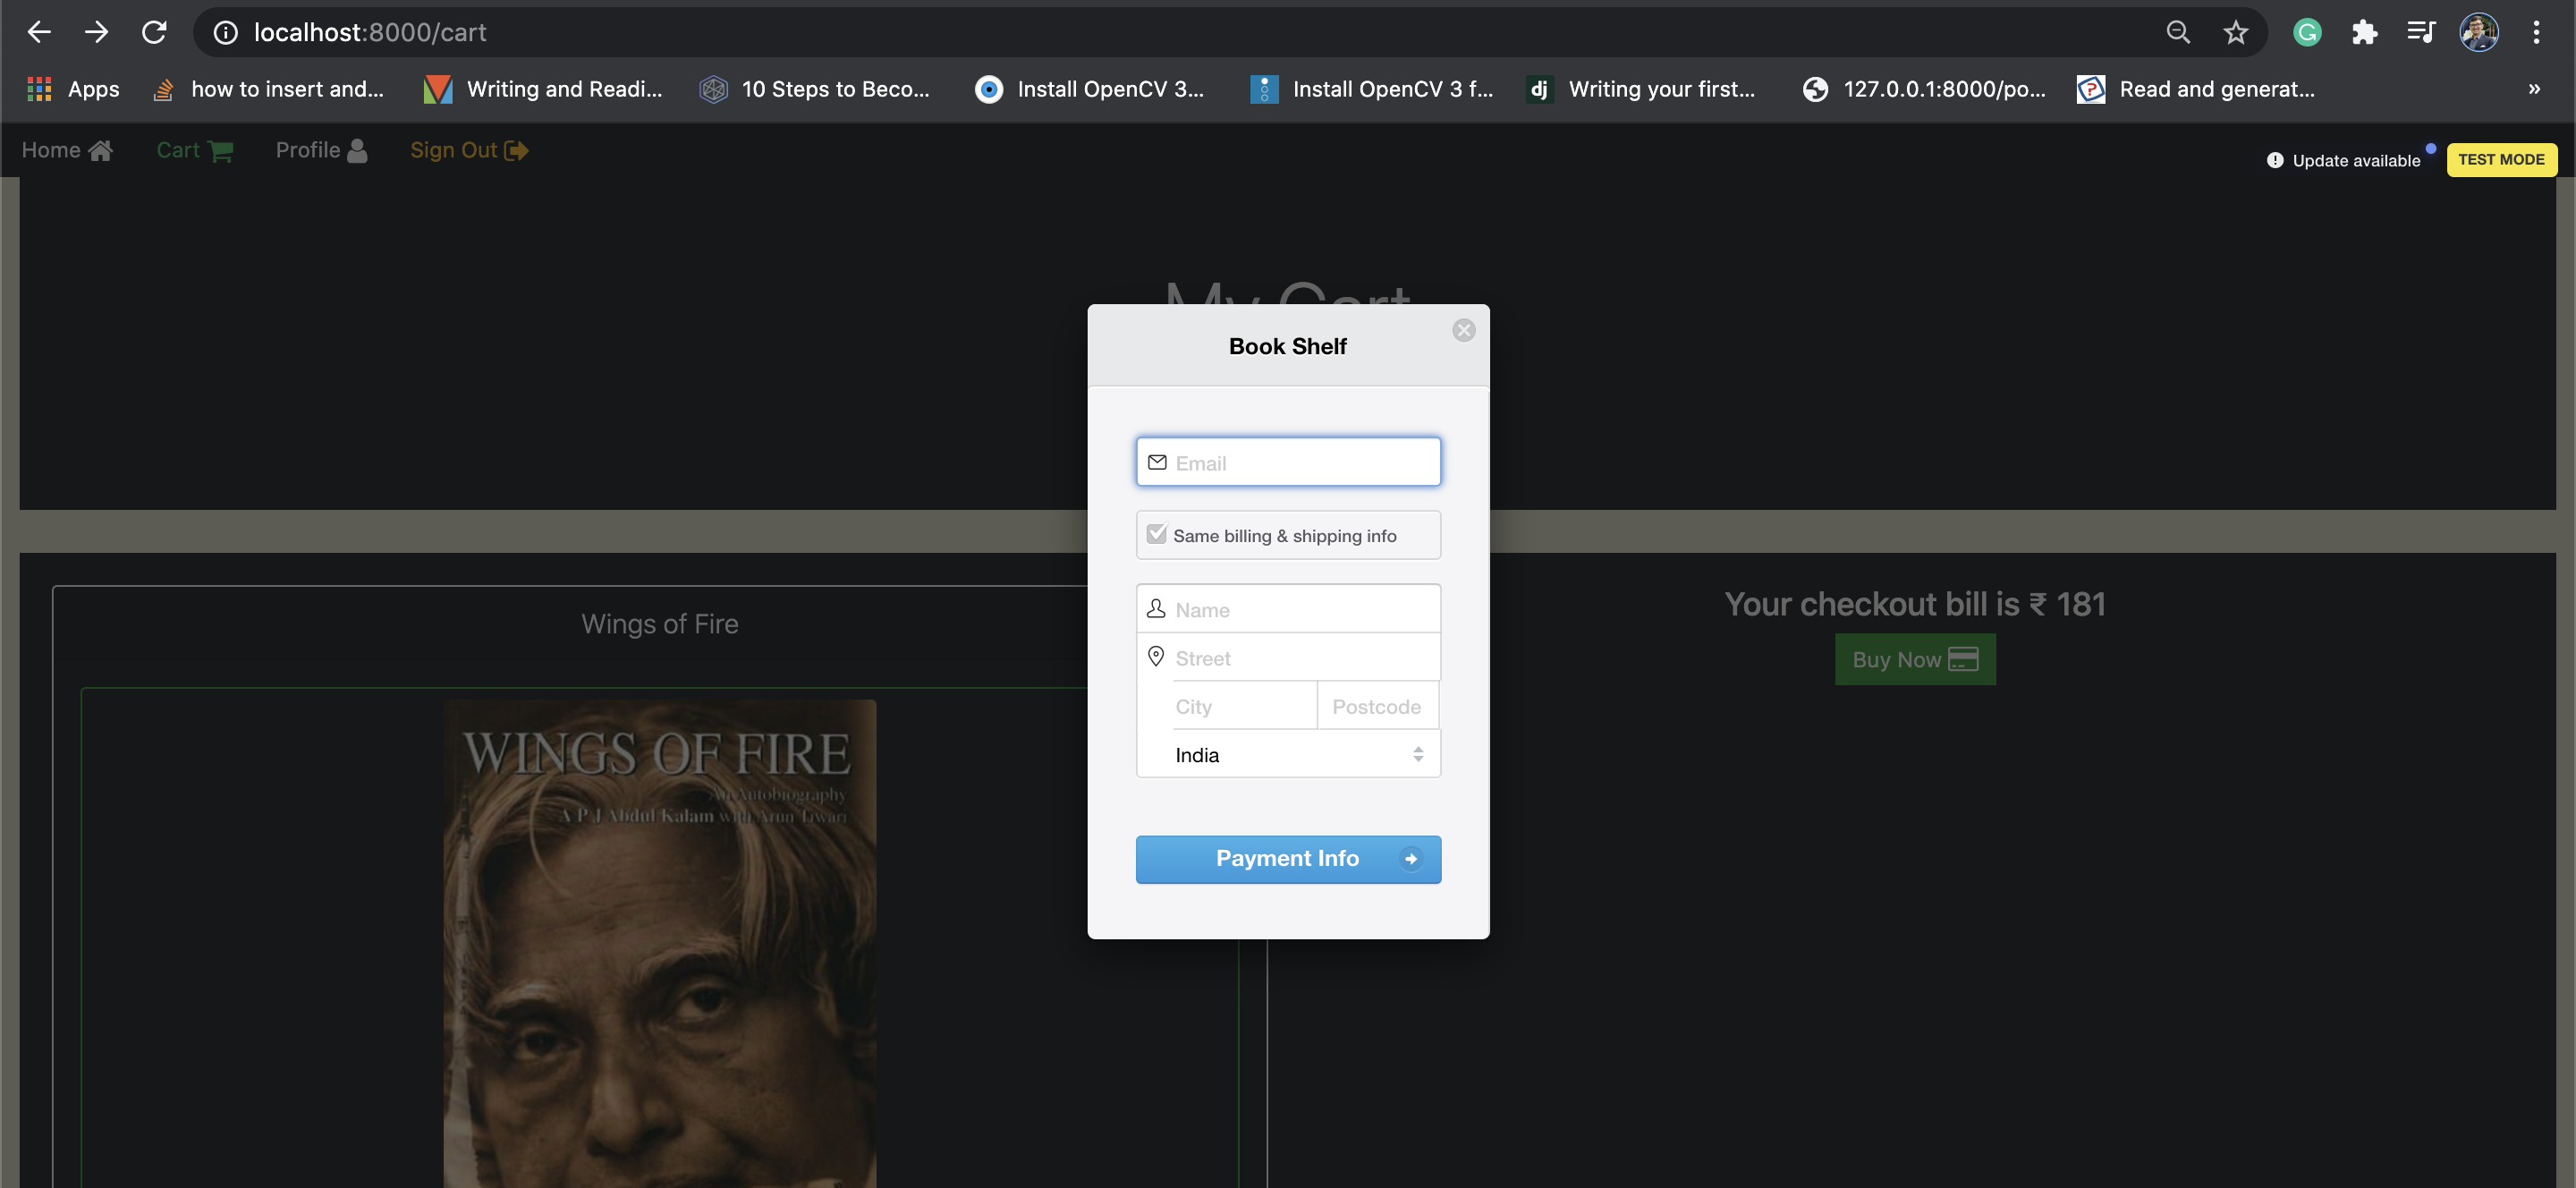 localhost:8000/cart
Apps
how to insert and...
Writing and Readi...
10 Steps to Beco...
Install OpenCV 3...
Install OpenCV 3 f...
dj
Writing your first...
127.0.0.1:8000/po...
Read and generat...
»
Home
Cart
Profile
Sign Out
Update available
TEST MODE
My Cart
Book Shelf
Email
Same billing & shipping info
Name
Street
City
Postcode
India
Payment Info
Wings of Fire
WINGS OF FIRE
An Autobiography
A P J Abdul Kalam with Arun Tiwari
Your checkout bill is ₹ 181
Buy Now